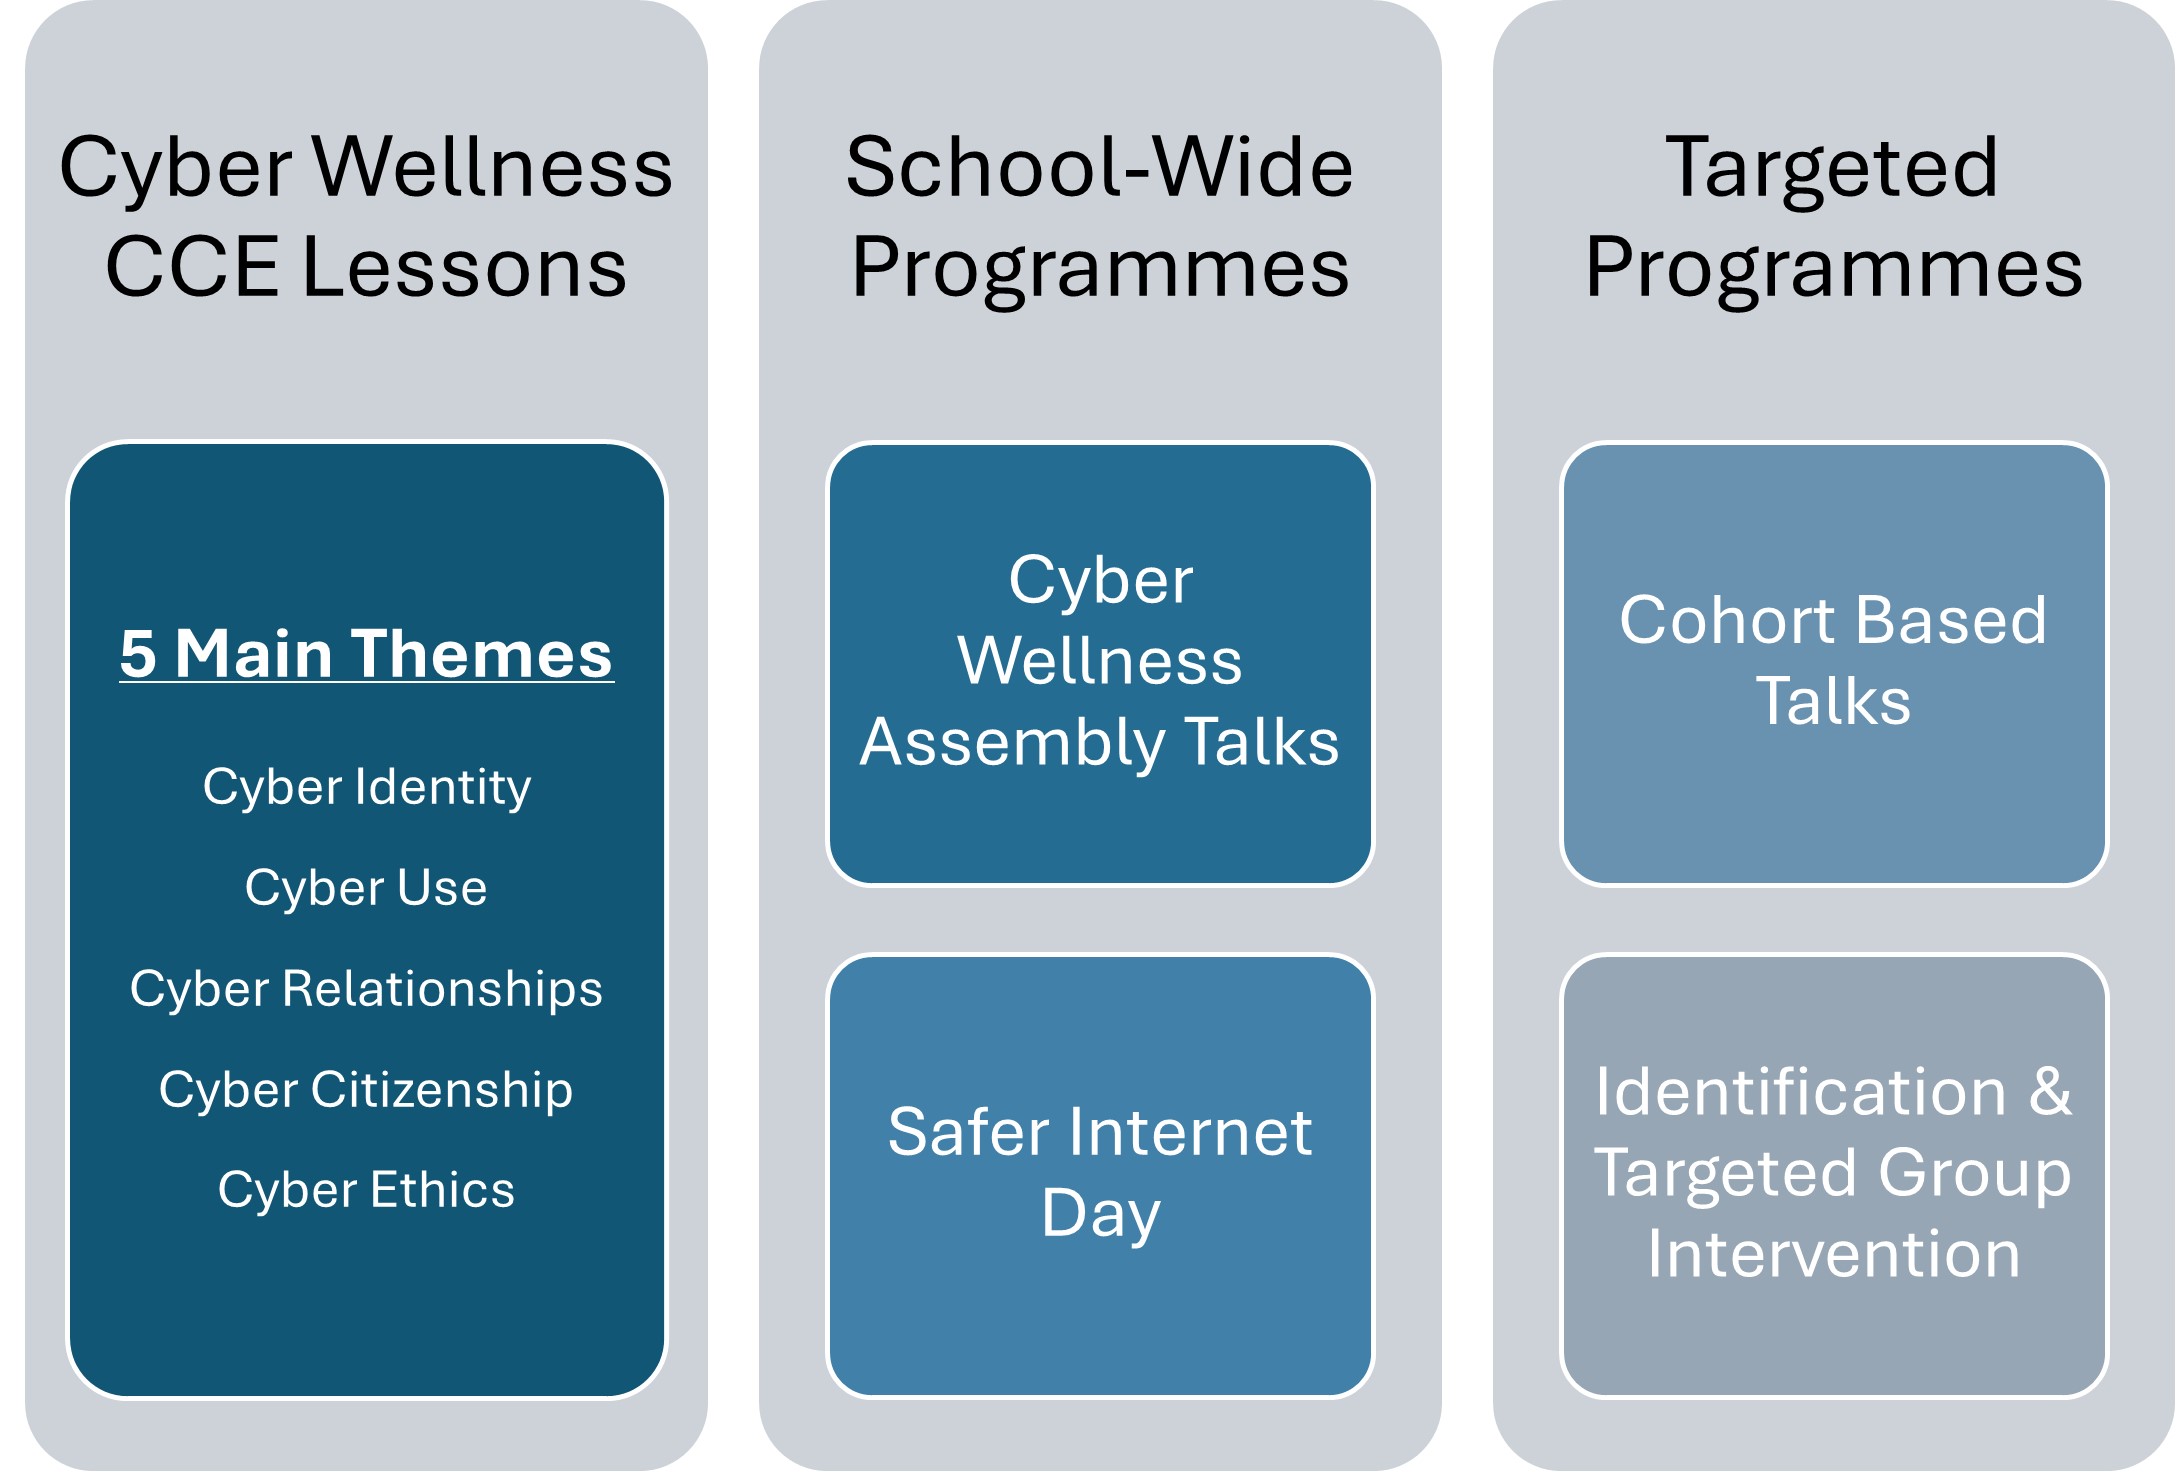 Cyber Wellness
CCE Lessons
5 Main Themes
Cyber Identity
Cyber Use
Cyber Relationships
Cyber Citizenship
Cyber Ethics
School-Wide
Programmes
Cyber
Wellness
Assembly Talks
Safer Internet
Day
Targeted
Programmes
Cohort Based
Talks
Identification &
Targeted Group
Intervention